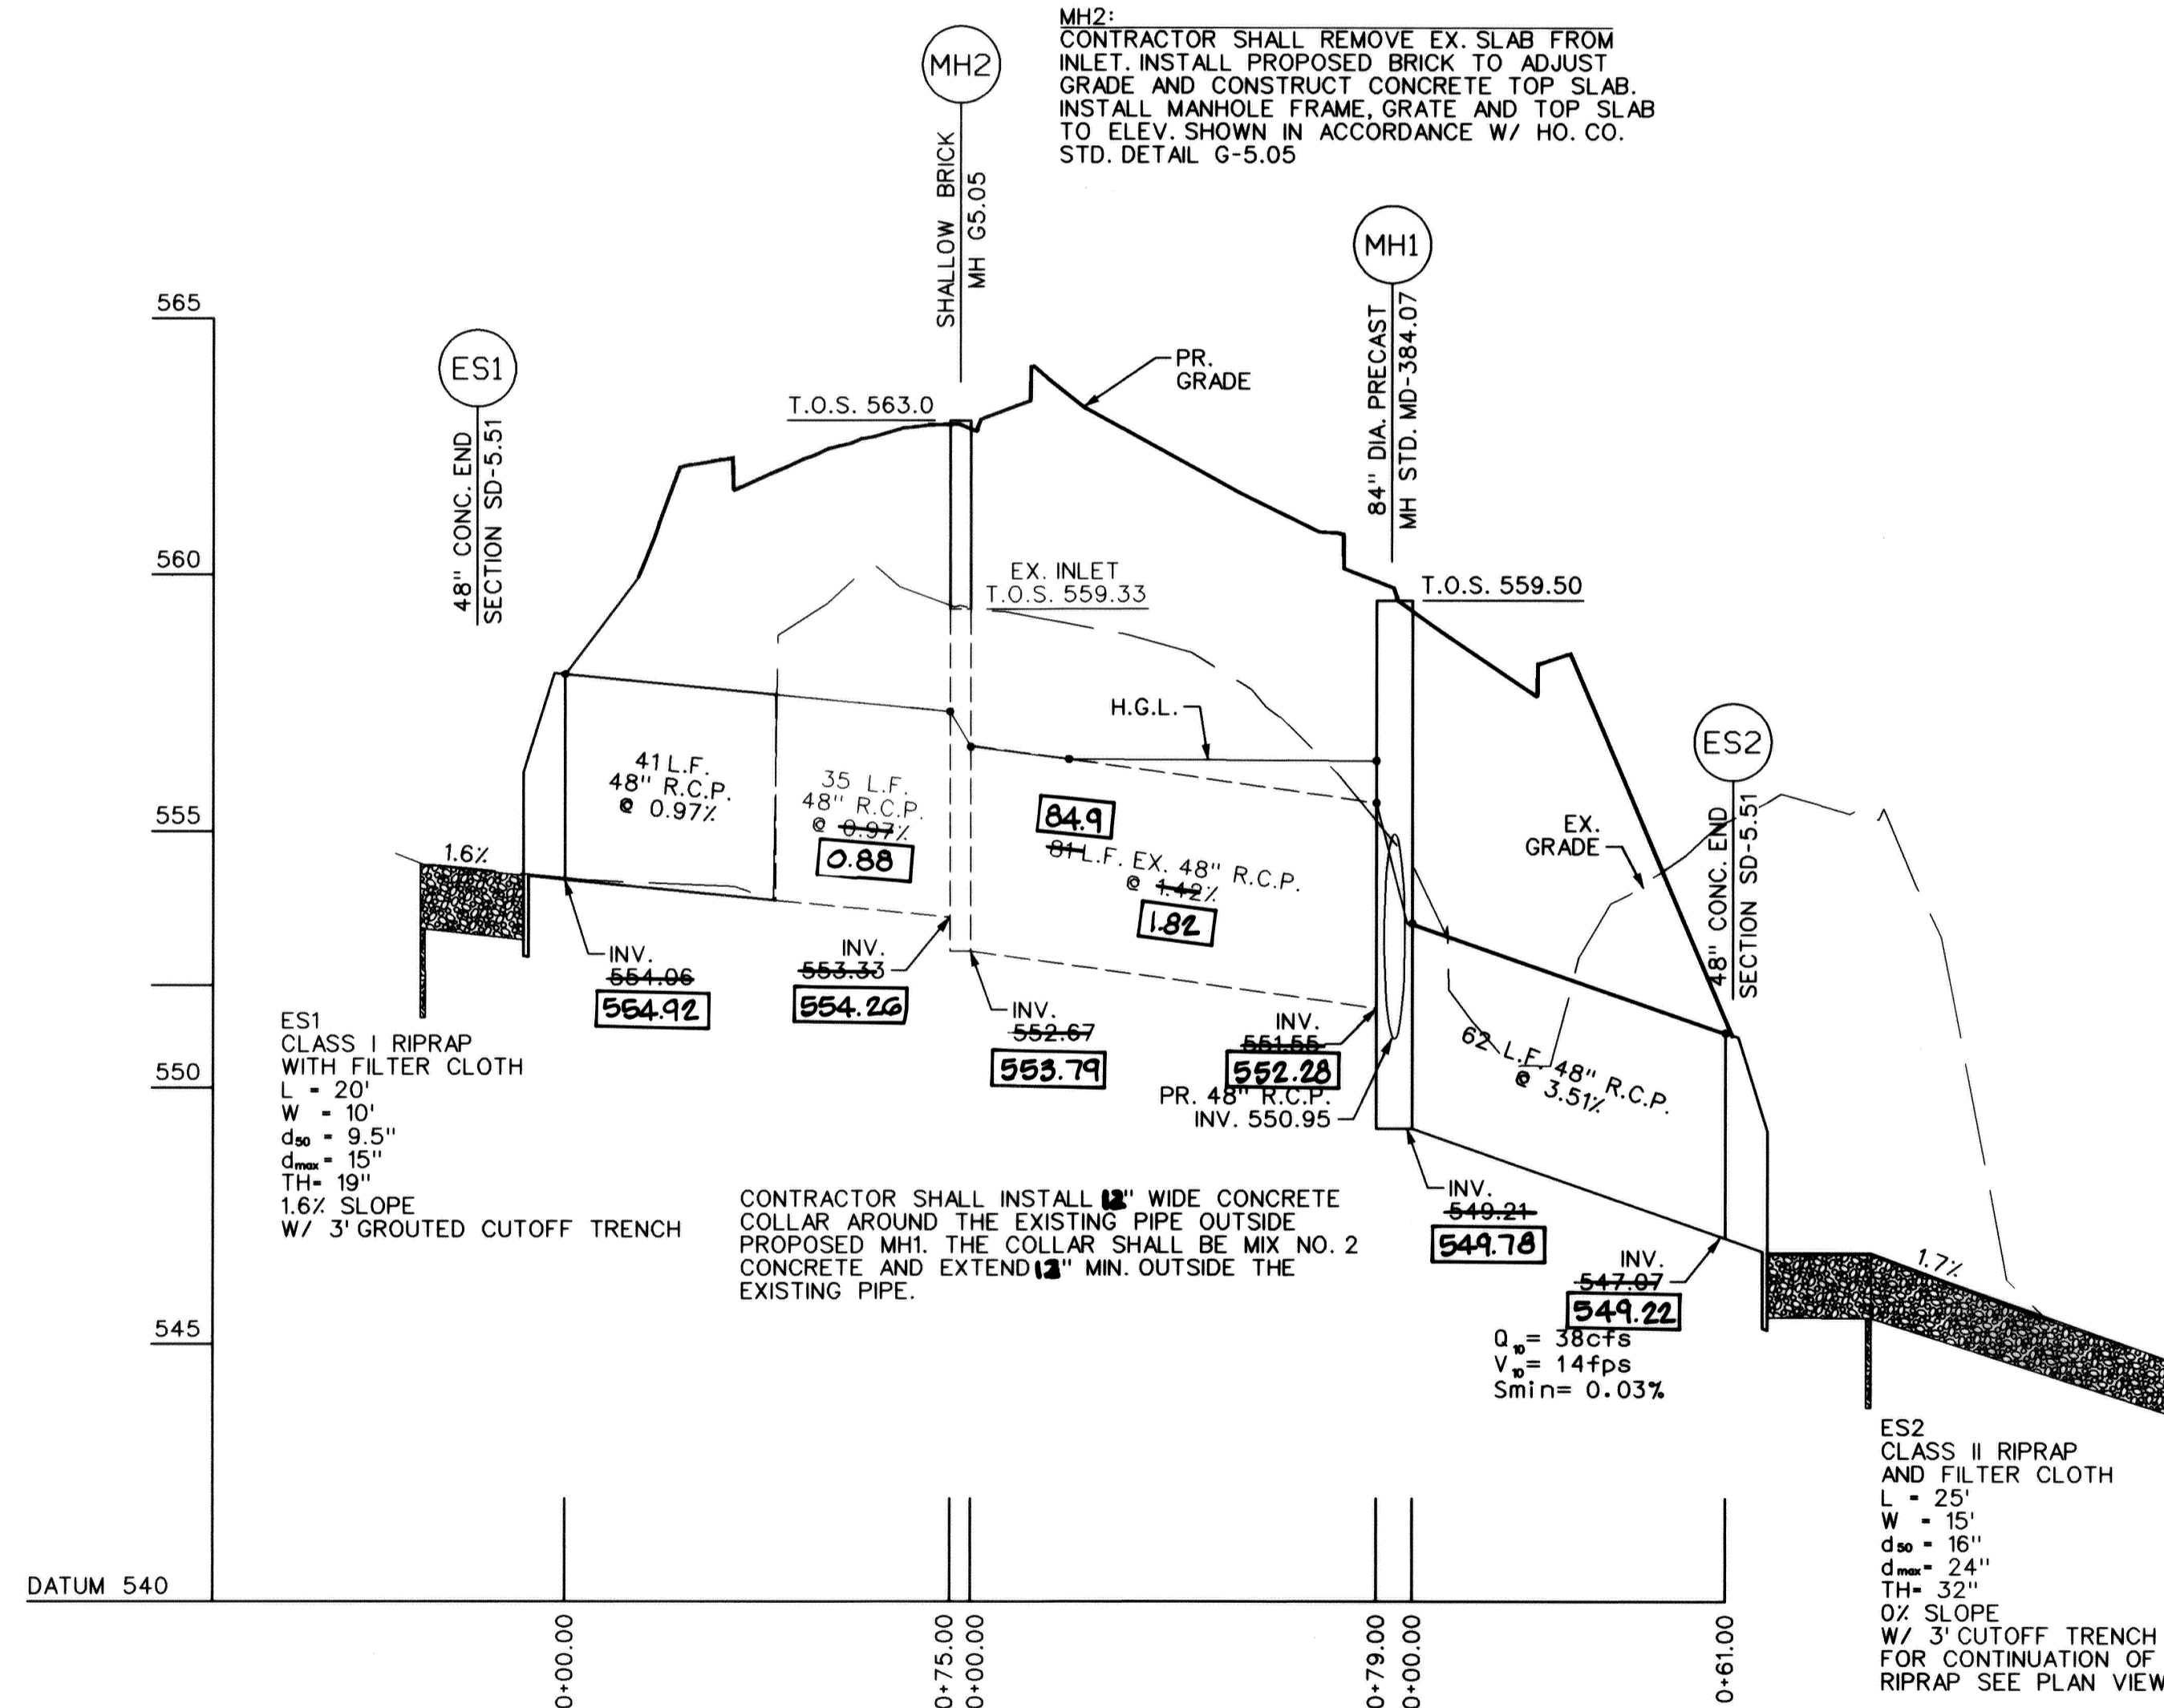 MH2:
CONTRACTOR SHALL REMOVE EX. SLAB FROM
INLET. INSTALL PROPOSED BRICK TO ADJUST
GRADE AND CONSTRUCT CONCRETE TOP SLAB.
INSTALL MANHOLE FRAME, GRATE AND TOP SLAB
TO ELEV. SHOWN IN ACCORDANCE W/ HO. CO.
STD. DETAIL G-5.05
MH2
SHALLOW BRICK
MH G5.05
MH1
84" DIA. PRECAST
MH STD. MD-384.07
ES1
48" CONC. END
SECTION SD-5.51
ES2
48" CONC. END
SECTION SD-5.51
565
560
555
550
545
DATUM 540
T.O.S. 563.0
PR.
GRADE
EX. INLET
T.O.S. 559.33
T.O.S. 559.50
H.G.L.
EX.
GRADE
41 L.F.
48" R.C.P.
@ 0.97%
35 L.F.
48" R.C.P.
@ 0.97%
0.88
84.9
81 L.F. EX. 48" R.C.P.
@ 1.42%
1.82
1.6%
INV.
554.06
554.92
INV.
553.33
554.26
INV.
552.67
553.79
INV.
551.55
552.28
PR. 48" R.C.P.
INV. 550.95
62 L.F. 48" R.C.P.
@ 3.51%
INV.
549.21
549.78
INV.
547.07
549.22
1.7%
Q10= 38cfs
V10= 14fps
Smin= 0.03%
ES1
CLASS I RIPRAP
WITH FILTER CLOTH
L = 20'
W = 10'
d50 = 9.5"
dmax= 15"
TH= 19"
1.6% SLOPE
W/ 3' GROUTED CUTOFF TRENCH
CONTRACTOR SHALL INSTALL 12" WIDE CONCRETE
COLLAR AROUND THE EXISTING PIPE OUTSIDE
PROPOSED MH1. THE COLLAR SHALL BE MIX NO. 2
CONCRETE AND EXTEND 12" MIN. OUTSIDE THE
EXISTING PIPE.
ES2
CLASS II RIPRAP
AND FILTER CLOTH
L = 25'
W = 15'
d50 = 16"
dmax= 24"
TH= 32"
0% SLOPE
W/ 3' CUTOFF TRENCH
FOR CONTINUATION OF
RIPRAP SEE PLAN VIEW
0+00.00
0+75.00
0+00.00
0+79.00
0+00.00
0+61.00